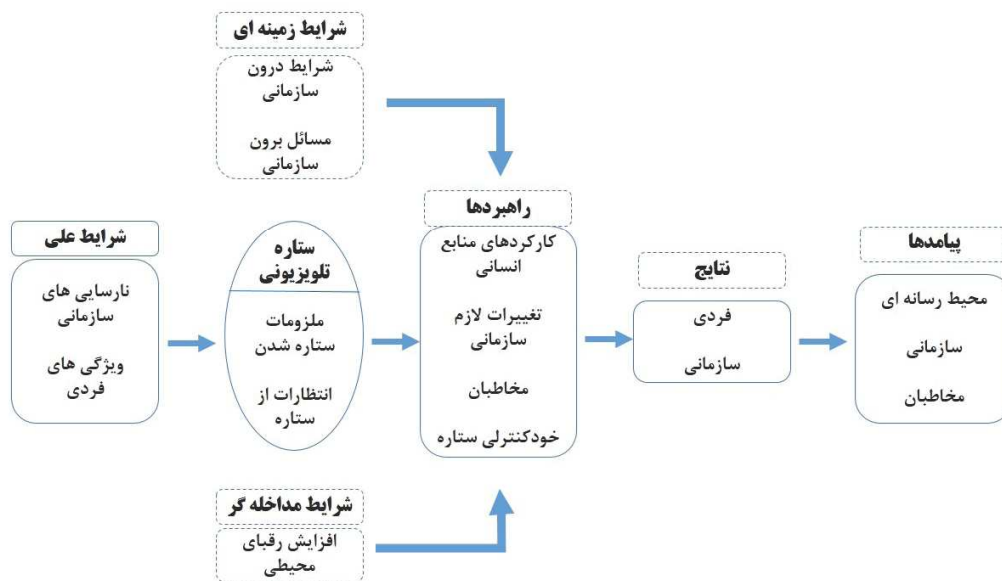 شرایط زمینه ای
شرایط درون
سازمانی
مسائل برون
سازمانی
شرایط علی
نارسایی های
سازمانی
ویژگی های
فردی
ستاره
تلویزیونی
ملزومات
ستاره شدن
انتظارات از
ستاره
راهبردها
کارکردهای منابع
انسانی
تغییرات لازم
سازمانی
مخاطبان
خودکنترلی ستاره
نتایج
فردی
سازمانی
پیامدها
محیط رسانه ای
سازمانی
مخاطبان
شرایط مداخله گر
افزایش رقبای
محیطی